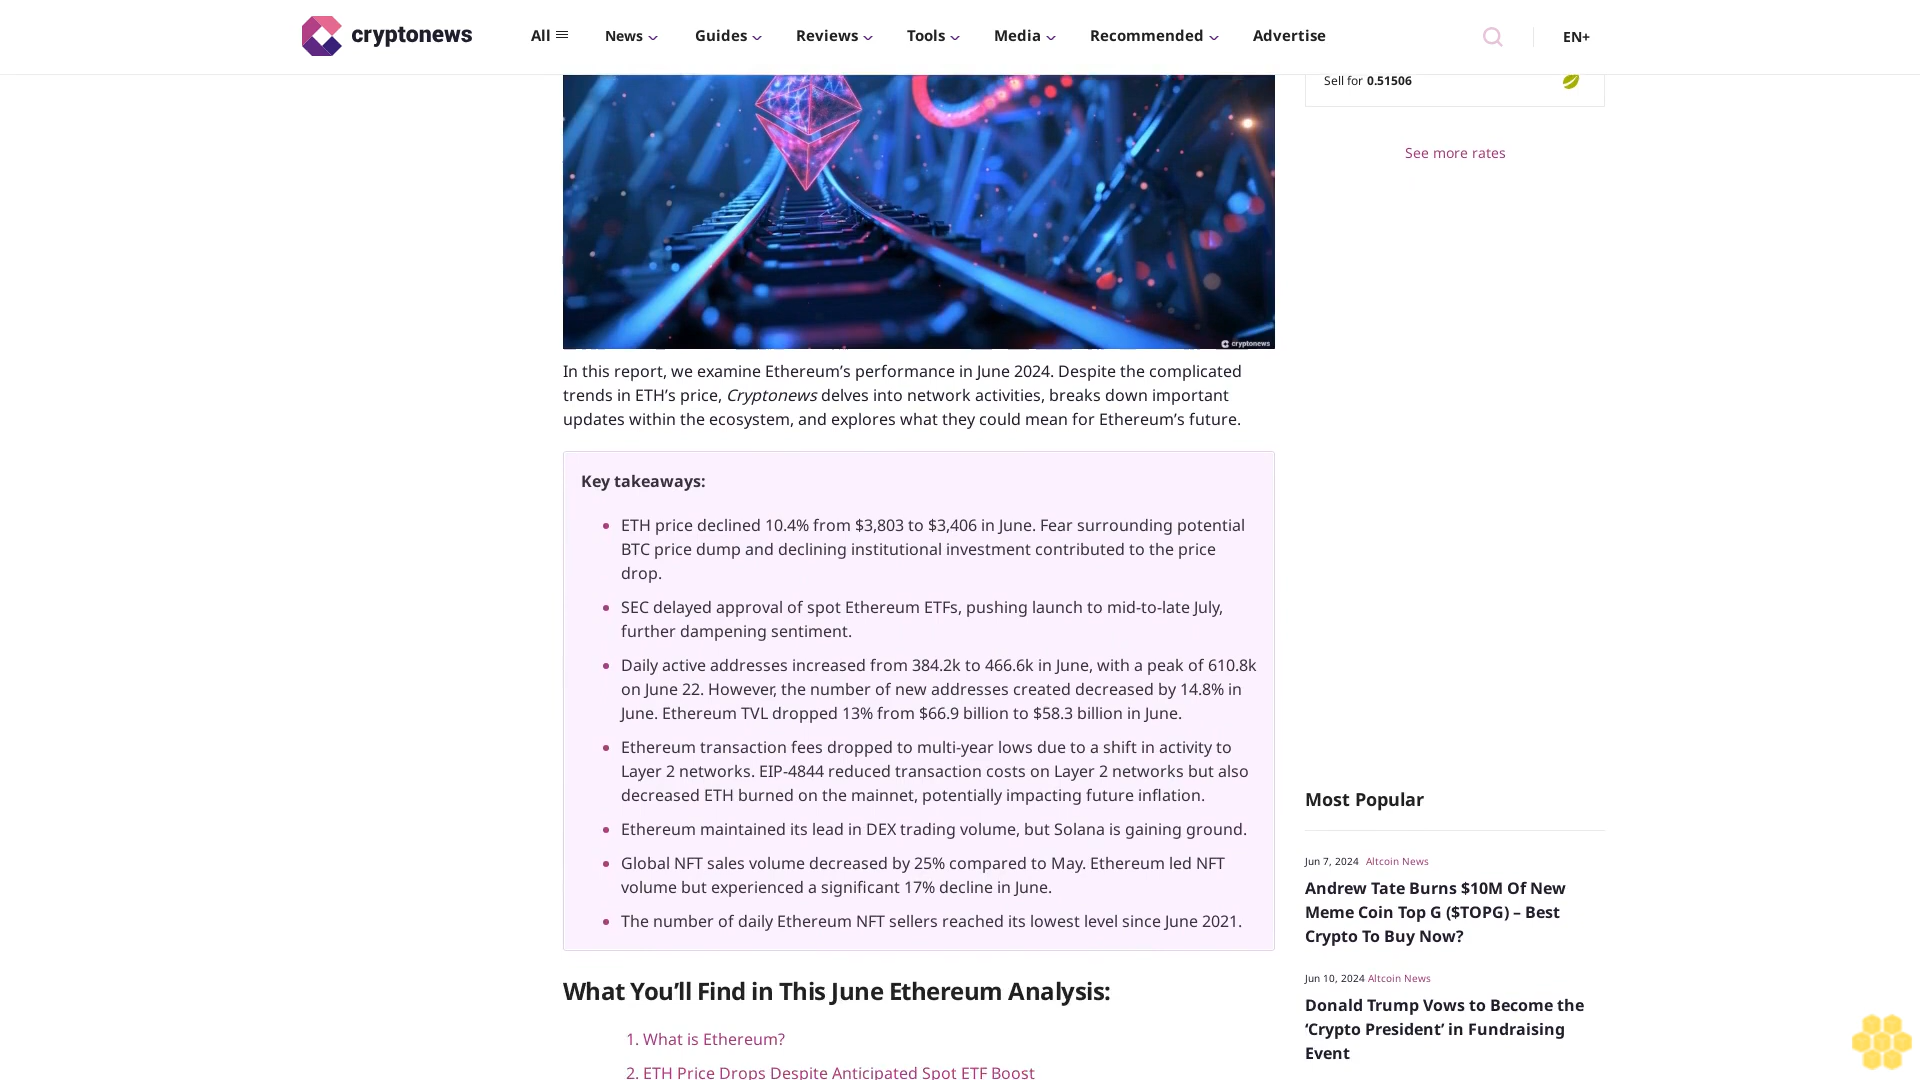 cryptonews
All
News
Guides
Reviews
Tools
Media
Recommended
Advertise
EN+
Sell for 0.51506
See more rates
cryptonews
In this report, we examine Ethereum’s performance in June 2024. Despite the complicated
trends in ETH’s price, Cryptonews delves into network activities, breaks down important
updates within the ecosystem, and explores what they could mean for Ethereum’s future.
Key takeaways:
ETH price declined 10.4% from $3,803 to $3,406 in June. Fear surrounding potential
BTC price dump and declining institutional investment contributed to the price
drop.
SEC delayed approval of spot Ethereum ETFs, pushing launch to mid-to-late July,
further dampening sentiment.
Daily active addresses increased from 384.2k to 466.6k in June, with a peak of 610.8k
on June 22. However, the number of new addresses created decreased by 14.8% in
June. Ethereum TVL dropped 13% from $66.9 billion to $58.3 billion in June.
Ethereum transaction fees dropped to multi-year lows due to a shift in activity to
Layer 2 networks. EIP-4844 reduced transaction costs on Layer 2 networks but also
decreased ETH burned on the mainnet, potentially impacting future inflation.
Ethereum maintained its lead in DEX trading volume, but Solana is gaining ground.
Global NFT sales volume decreased by 25% compared to May. Ethereum led NFT
volume but experienced a significant 17% decline in June.
The number of daily Ethereum NFT sellers reached its lowest level since June 2021.
What You’ll Find in This June Ethereum Analysis:
1. What is Ethereum?
2. ETH Price Drops Despite Anticipated Spot ETF Boost
Most Popular
Jun 7, 2024 Altcoin News
Andrew Tate Burns $10M Of New
Meme Coin Top G ($TOPG) – Best
Crypto To Buy Now?
Jun 10, 2024 Altcoin News
Donald Trump Vows to Become the
‘Crypto President’ in Fundraising
Event